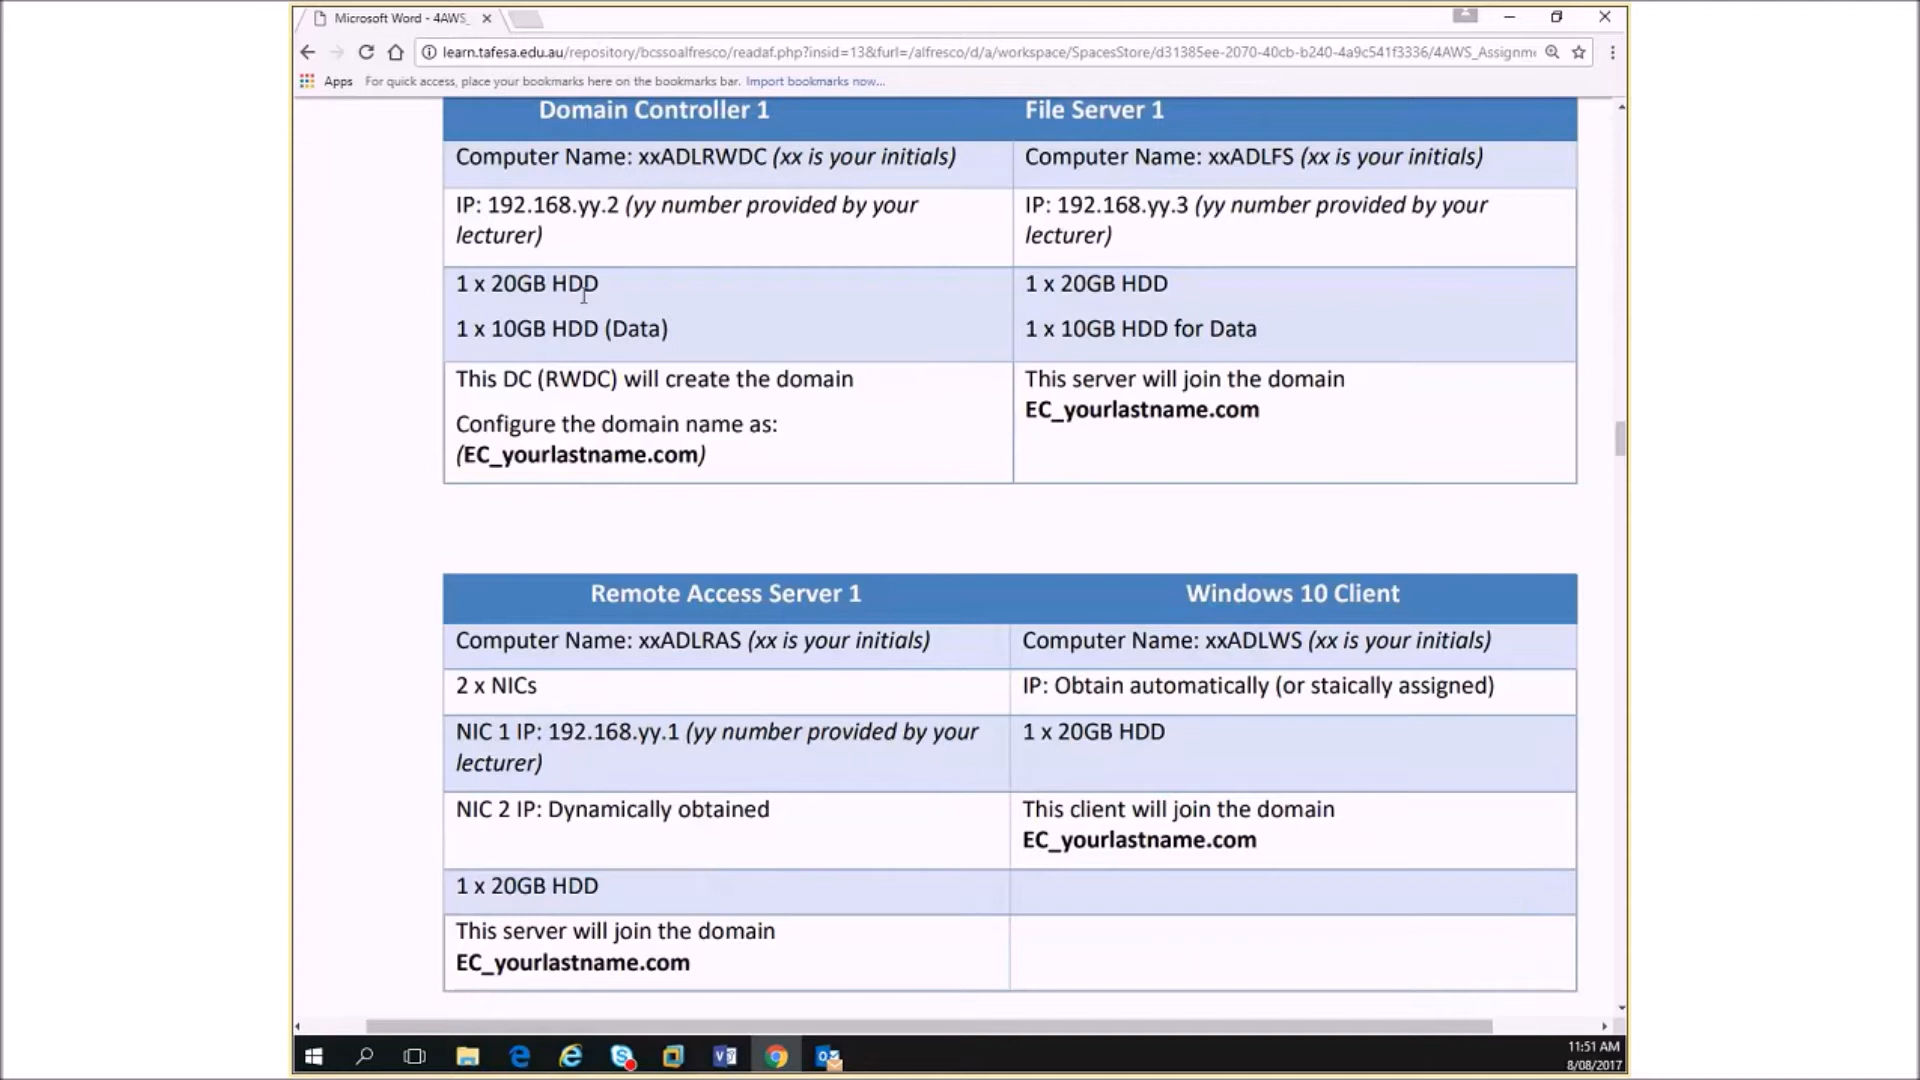 Microsoft Word - 4AWS_
learn.tafesa.edu.au/repository/bcssoalfresco/readaf.php?insid=13&furl=/alfresco/d/a/workspace/SpacesStore/d31385ee-2070-40cb-b240-4a9c541f3336/4AWS_Assignm
Apps For quick access, place your bookmarks here on the bookmarks bar. Import bookmarks now...
Domain Controller 1
File Server 1
Computer Name: xxADLRWDC (xx is your initials)
Computer Name: xxADLFS (xx is your initials)
IP: 192.168.yy.2 (yy number provided by your
lecturer)
IP: 192.168.yy.3 (yy number provided by your
lecturer)
1 x 20GB HDD
1 x 10GB HDD (Data)
1 x 20GB HDD
1 x 10GB HDD for Data
This DC (RWDC) will create the domain
Configure the domain name as:
(EC_yourlastname.com)
This server will join the domain
EC_yourlastname.com
Remote Access Server 1
Windows 10 Client
Computer Name: xxADLRAS (xx is your initials)
Computer Name: xxADLWS (xx is your initials)
2 x NICs
IP: Obtain automatically (or staically assigned)
NIC 1 IP: 192.168.yy.1 (yy number provided by your
lecturer)
1 x 20GB HDD
NIC 2 IP: Dynamically obtained
This client will join the domain
EC_yourlastname.com
1 x 20GB HDD
This server will join the domain
EC_yourlastname.com
11:51 AM
8/08/2017